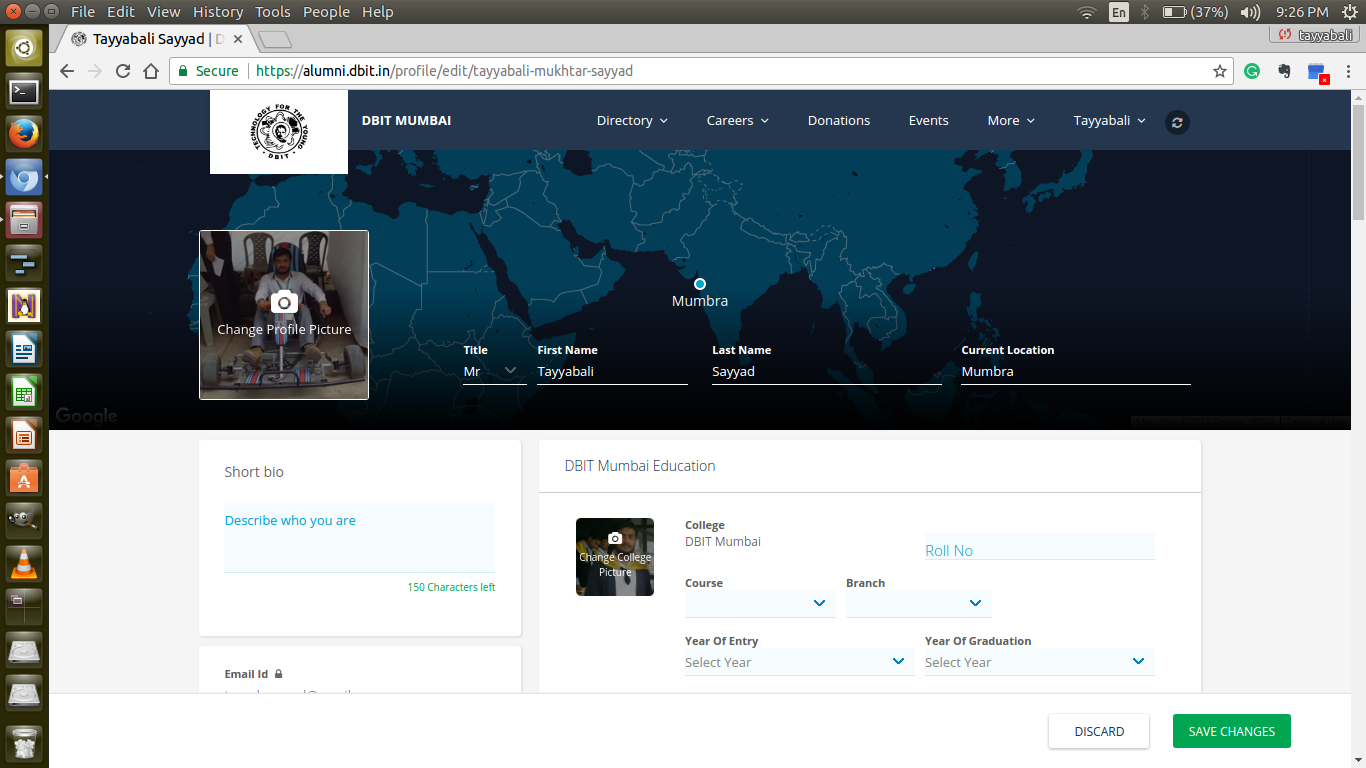 File Edit View History Tools People Help
En
(37%)
9:26 PM
Tayyabali Sayyad | D
tayyabali
Secure
https://alumni.dbit.in/profile/edit/tayyabali-mukhtar-sayyad
TECHNOLOGY FOR THE YOUNG
DBIT
DBIT MUMBAI
Directory
Careers
Donations
Events
More
Tayyabali
Mumbra
Change Profile Picture
Title
First Name
Last Name
Current Location
Mr
Tayyabali
Sayyad
Mumbra
Google
Short bio
Describe who you are
150 Characters left
Email Id
DBIT Mumbai Education
Change College
Picture
College
DBIT Mumbai
Roll No
Course
Branch
Year Of Entry
Year Of Graduation
Select Year
Select Year
DISCARD
SAVE CHANGES